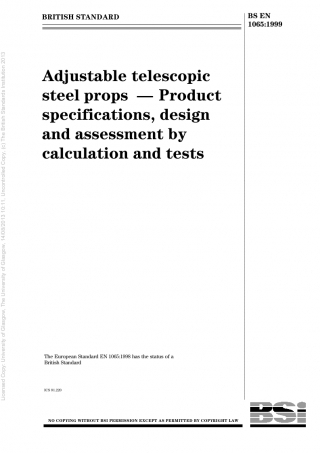 BRITISH STANDARD
BS EN
1065:1999
Adjustable telescopic
steel props — Product
specifications, design
and assessment by
calculation and tests
The European Standard EN 1065:1998 has the status of a
British Standard
ICS 91.220
NO COPYING WITHOUT BSI PERMISSION EXCEPT AS PERMITTED BY COPYRIGHT LAW
BSi
Licensed Copy: University of Glasgow, The University of Glasgow, 14/03/2013 10:11, Uncontrolled Copy, (c) The British Standards Institution 2013